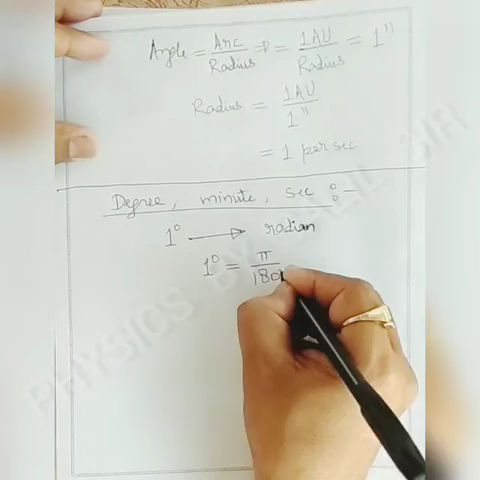 Angle = Arc/Radius ⇒ = 1AU/Radius = 1"
Radius = 1AU/1"
= 1 parsec
Degree, minute, sec :-
1° → radian
1° = π/180